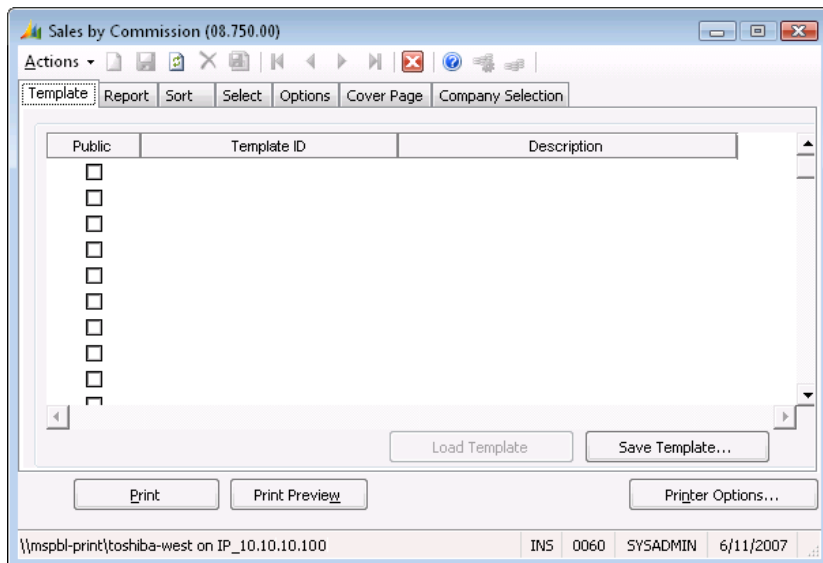 Sales by Commission (08.750.00)
Actions
Template Report Sort Select Options Cover Page Company Selection
Public Template ID Description
Load Template Save Template...
Print Print Preview Printer Options...
\\mspbl-print\toshiba-west on IP_10.10.10.100 INS 0060 SYSADMIN 6/11/2007